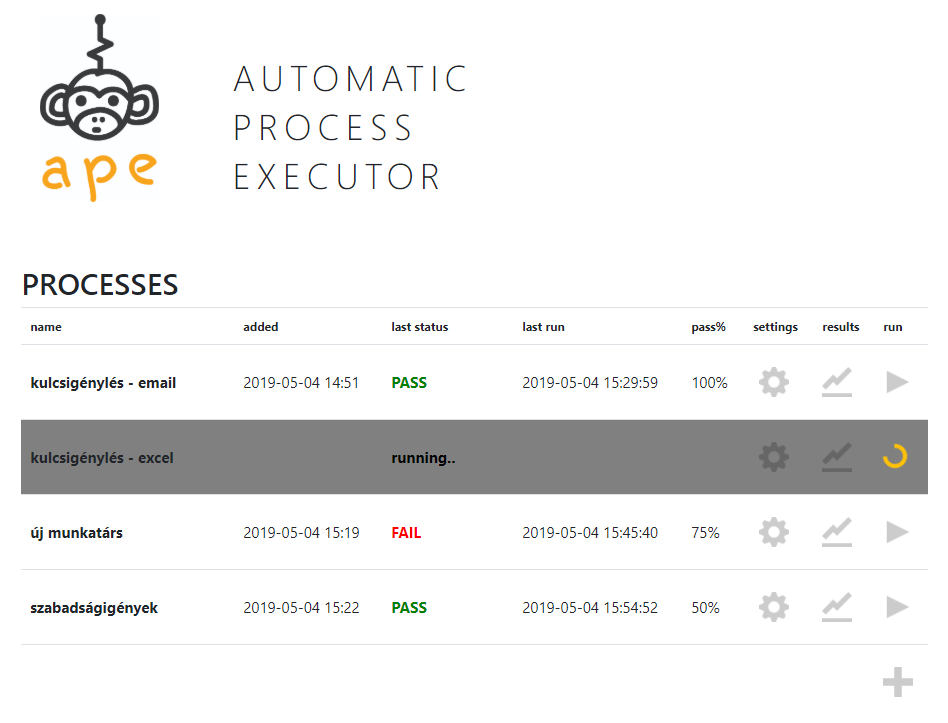 ape
AUTOMATIC
PROCESS
EXECUTOR
PROCESSES
name added last status last run pass% settings results run
kulcsigénylés - email 2019-05-04 14:51 PASS 2019-05-04 15:29:59 100%
kulcsigénylés - excel running..
új munkatárs 2019-05-04 15:19 FAIL 2019-05-04 15:45:40 75%
szabadságigények 2019-05-04 15:22 PASS 2019-05-04 15:54:52 50%